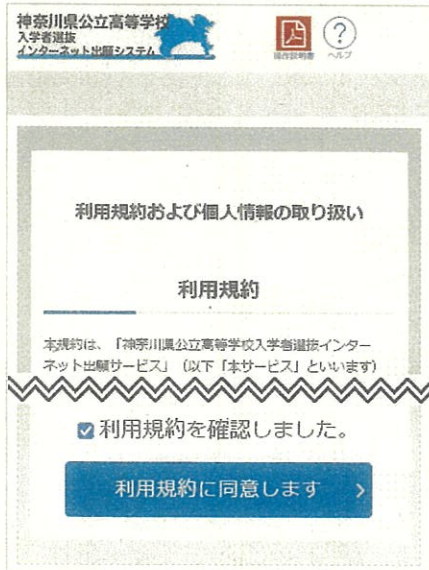 神奈川県公立高等学校
入学者選抜
インターネット出願システム
操作説明書
ヘルプ
利用規約および個人情報の取り扱い
利用規約
本規約は、「神奈川県公立高等学校入学者選抜インター
ネット出願サービス」(以下「本サービス」といいます)
利用規約を確認しました。
利用規約に同意します